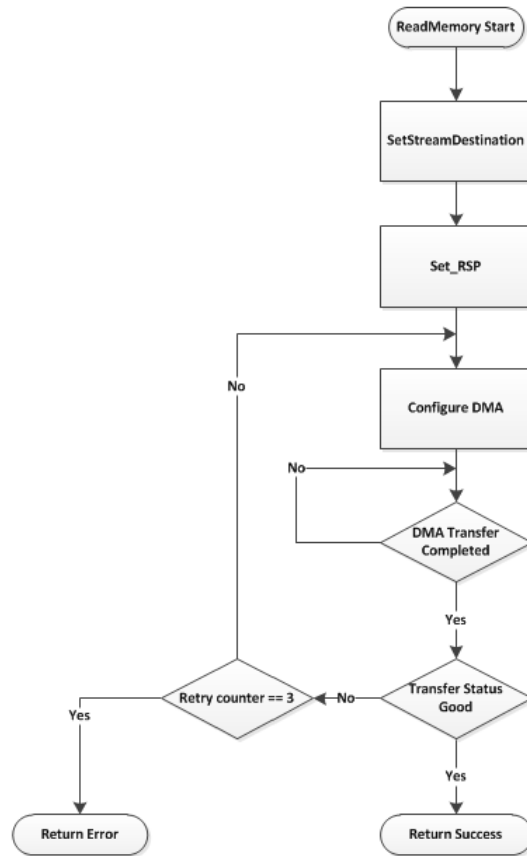 ReadMemory Start
SetStreamDestination
Set_RSP
No
Configure DMA
No
DMA Transfer
Completed
Yes
Retry counter == 3
No
Transfer Status
Good
Yes
Yes
Return Error
Return Success